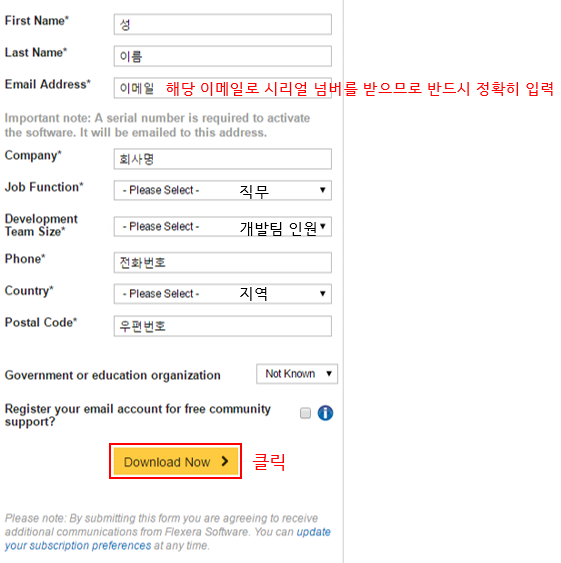 First Name* 성
Last Name* 이름
Email Address* 이메일 해당 이메일로 시리얼 넘버를 받으므로 반드시 정확히 입력
Important note: A serial number is required to activate
the software. It will be emailed to this address.
Company* 회사명
Job Function* - Please Select - 직무
Development
Team Size* - Please Select - 개발팀 인원
Phone* 전화번호
Country* - Please Select - 지역
Postal Code* 우편번호
Government or education organization Not Known
Register your email account for free community
support?
Download Now 클릭
Please note: By submitting this form you are agreeing to receive
additional communications from Flexera Software. You can update
your subscription preferences at any time.